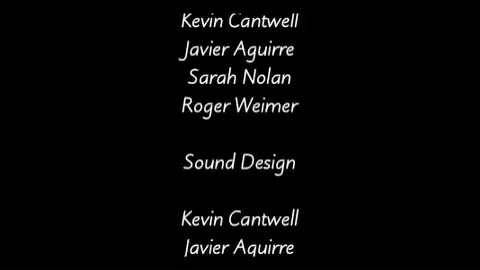 Kevin Cantwell
Javier Aguirre
Sarah Nolan
Roger Weimer
Sound Design
Kevin Cantwell
Javier Aguirre